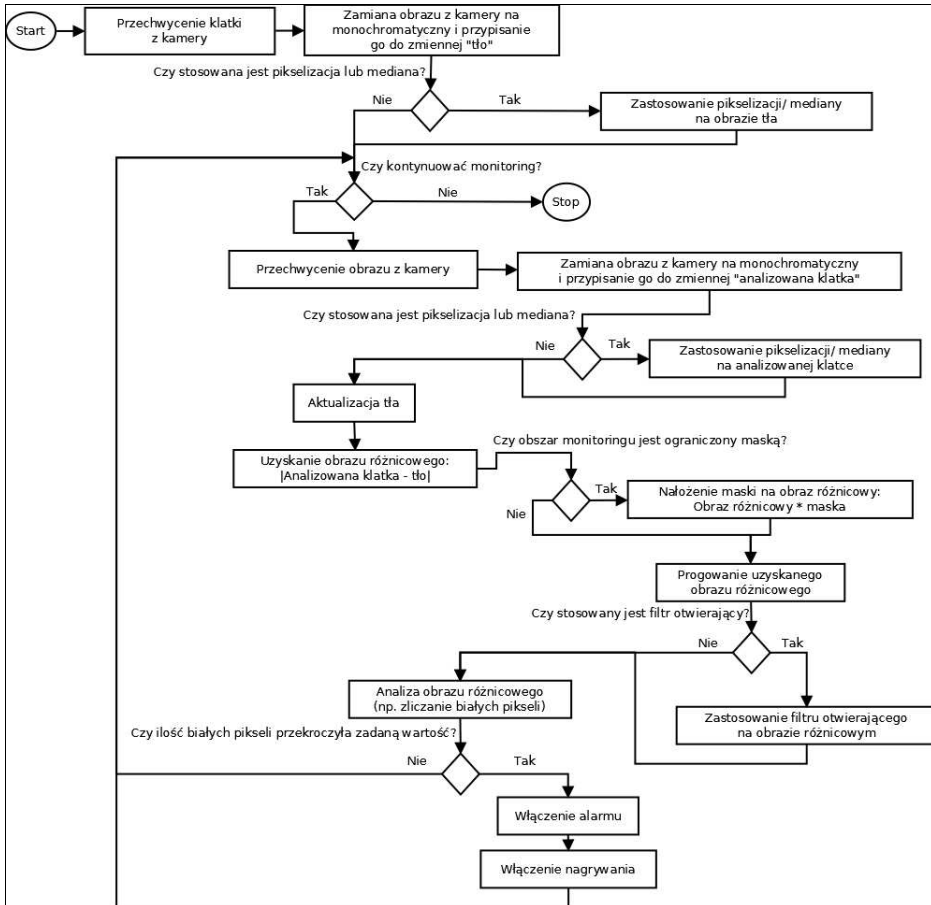 Start
Przechwycenie klatki
z kamery
Zamiana obrazu z kamery na
monochromatyczny i przypisanie
go do zmiennej "tło"
Czy stosowana jest pikselizacja lub mediana?
Nie
Tak
Zastosowanie pikselizacji/ mediany
na obrazie tła
Czy kontynuować monitoring?
Tak
Nie
Stop
Przechwycenie obrazu z kamery
Zamiana obrazu z kamery na monochromatyczny
i przypisanie go do zmiennej "analizowana klatka"
Czy stosowana jest pikselizacja lub mediana?
Nie
Tak
Zastosowanie pikselizacji/ mediany
na analizowanej klatce
Aktualizacja tła
Uzyskanie obrazu różnicowego:
|Analizowana klatka - tło|
Czy obszar monitoringu jest ograniczony maską?
Tak
Nie
Nałożenie maski na obraz różnicowy:
Obraz różnicowy * maska
Progowanie uzyskanego
obrazu różnicowego
Czy stosowany jest filtr otwierający?
Nie
Tak
Analiza obrazu różnicowego
(np. zliczanie białych pikseli)
Zastosowanie filtru otwierającego
na obrazie różnicowym
Czy ilość białych pikseli przekroczyła zadaną wartość?
Nie
Tak
Włączenie alarmu
Włączenie nagrywania